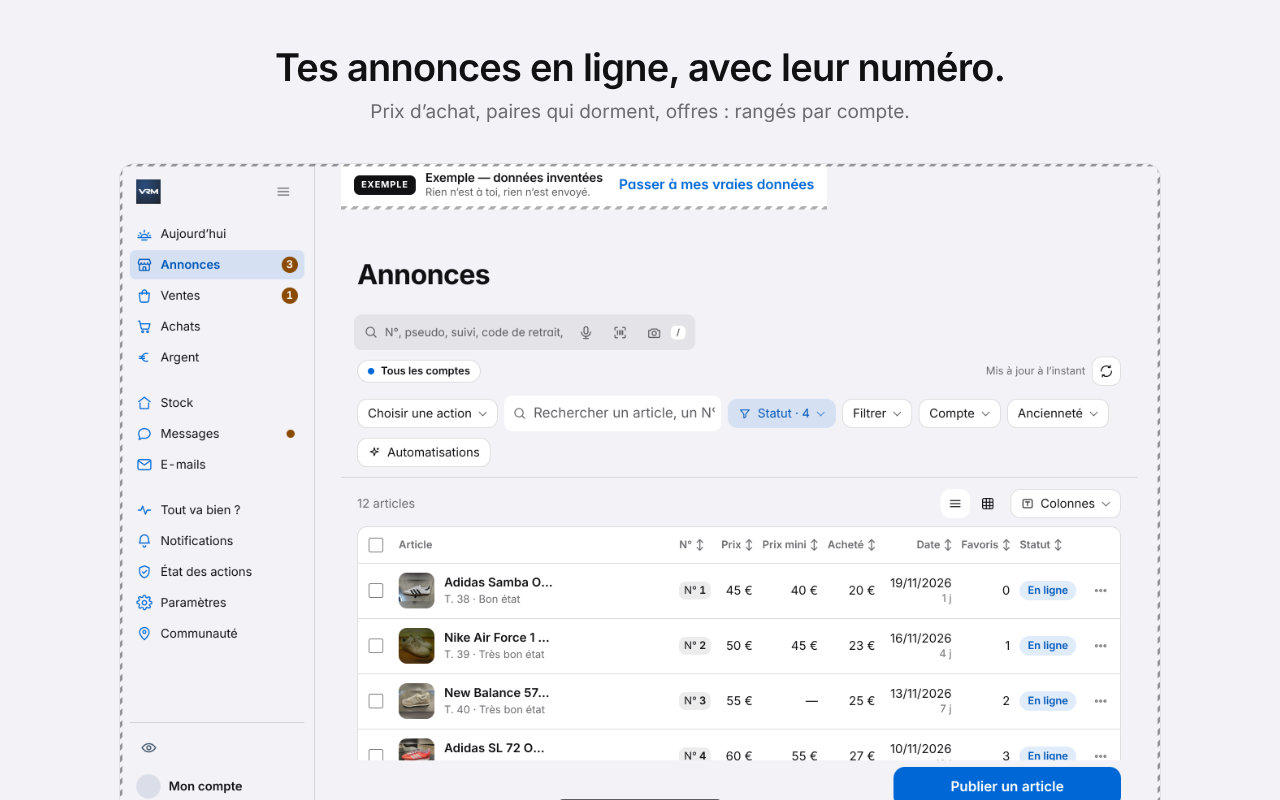 Tes annonces en ligne, avec leur numéro.
Prix d’achat, paires qui dorment, offres : rangés par compte.
VRM
EXEMPLE
Exemple — données inventées
Rien n’est à toi, rien n’est envoyé.
Passer à mes vraies données
Aujourd’hui
Annonces 3
Ventes 1
Achats
Argent
Stock
Messages
E-mails
Tout va bien ?
Notifications
État des actions
Paramètres
Communauté
Mon compte
Annonces
N°, pseudo, suivi, code de retrait, /
Tous les comptes
Mis à jour à l’instant
Choisir une action
Rechercher un article, un N°
Statut · 4
Filtrer
Compte
Ancienneté
Automatisations
12 articles
Colonnes
Article N° Prix Prix mini Acheté Date Favoris Statut
Adidas Samba O… N° 1 45 € 40 € 20 € 19/11/2026 0 En ligne
T. 38 · Bon état 1 j
Nike Air Force 1 … N° 2 50 € 45 € 23 € 16/11/2026 1 En ligne
T. 39 · Très bon état 4 j
New Balance 57… N° 3 55 € — 25 € 13/11/2026 2 En ligne
T. 40 · Très bon état 7 j
Adidas SL 72 O… N° 4 60 € 55 € 27 € 10/11/2026 3 En ligne
Publier un article